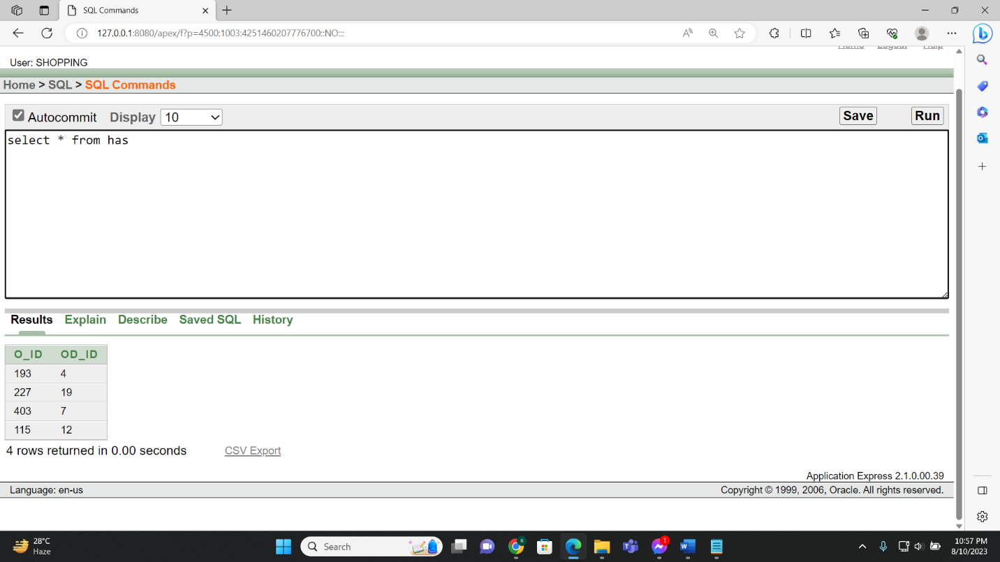 SQL Commands
127.0.0.1:8080/apex/f?p=4500:1003:4251460207776700::NO:::
Home Logout Help
User: SHOPPING
Home > SQL > SQL Commands
Autocommit Display 10 Save Run
select * from has
Results Explain Describe Saved SQL History
O_ID OD_ID
193 4
227 19
403 7
115 12
4 rows returned in 0.00 seconds CSV Export
Application Express 2.1.0.00.39
Language: en-us Copyright © 1999, 2006, Oracle. All rights reserved.
28°C
Haze
Search
10:57 PM
8/10/2023